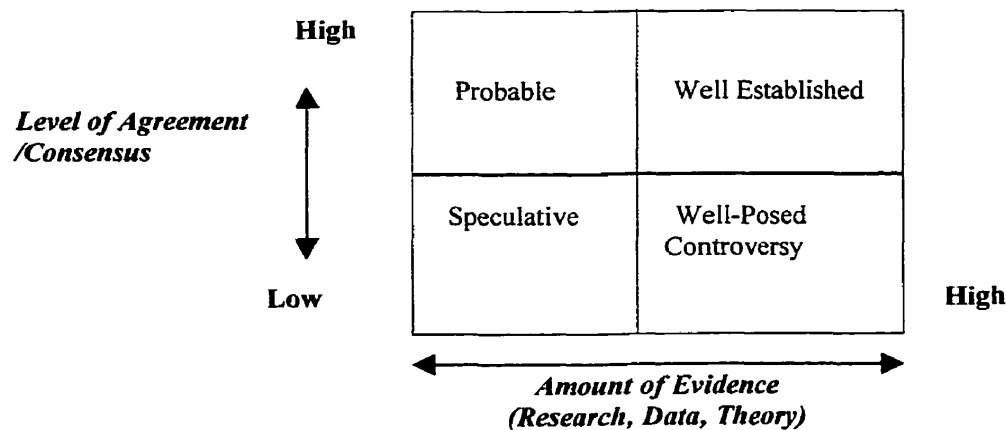 High
Probable
Well Established
Level of Agreement
/Consensus
Speculative
Well-Posed
Controversy
Low
High
Amount of Evidence
(Research, Data, Theory)